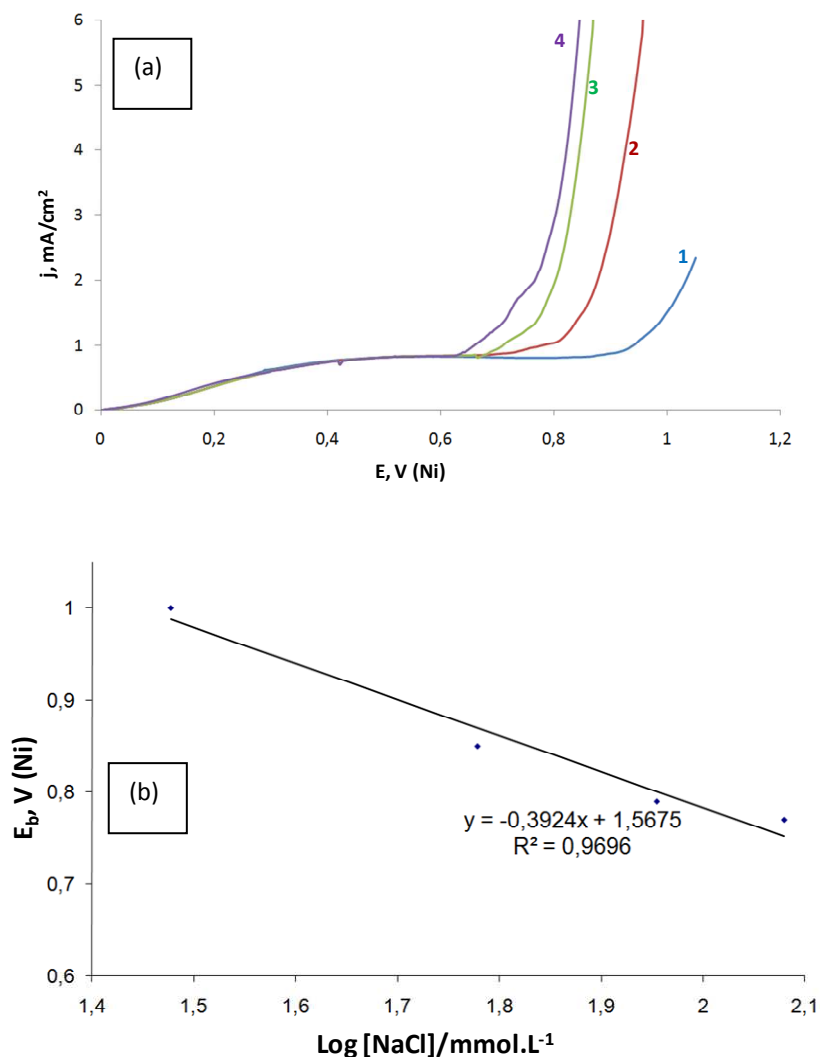 6
(a)
4
5
3
4
2
3
j, mA/cm²
2
1
1
0
0 0,2 0,4 0,6 0,8 1 1,2
E, V (Ni)
1
0,9
E_b, V (Ni)
(b)
0,8
y = -0,3924x + 1,5675
R² = 0,9696
0,7
0,6
1,4 1,5 1,6 1,7 1,8 1,9 2 2,1
Log [NaCl]/mmol.L⁻¹